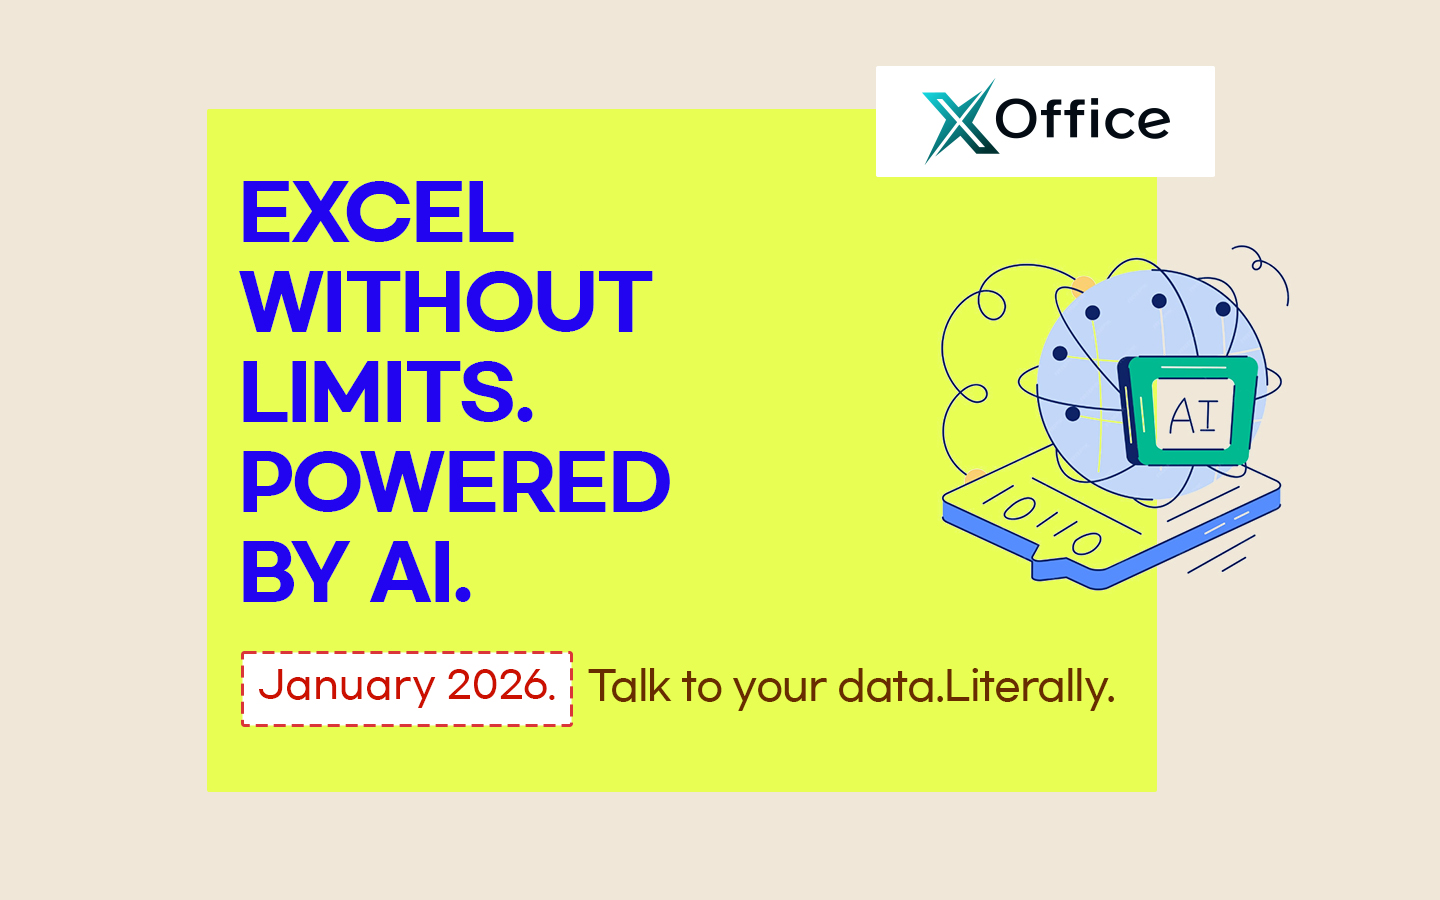 XOffice
EXCEL
WITHOUT
LIMITS.
POWERED
BY AI.
January 2026. Talk to your data.Literally.
AI
10110